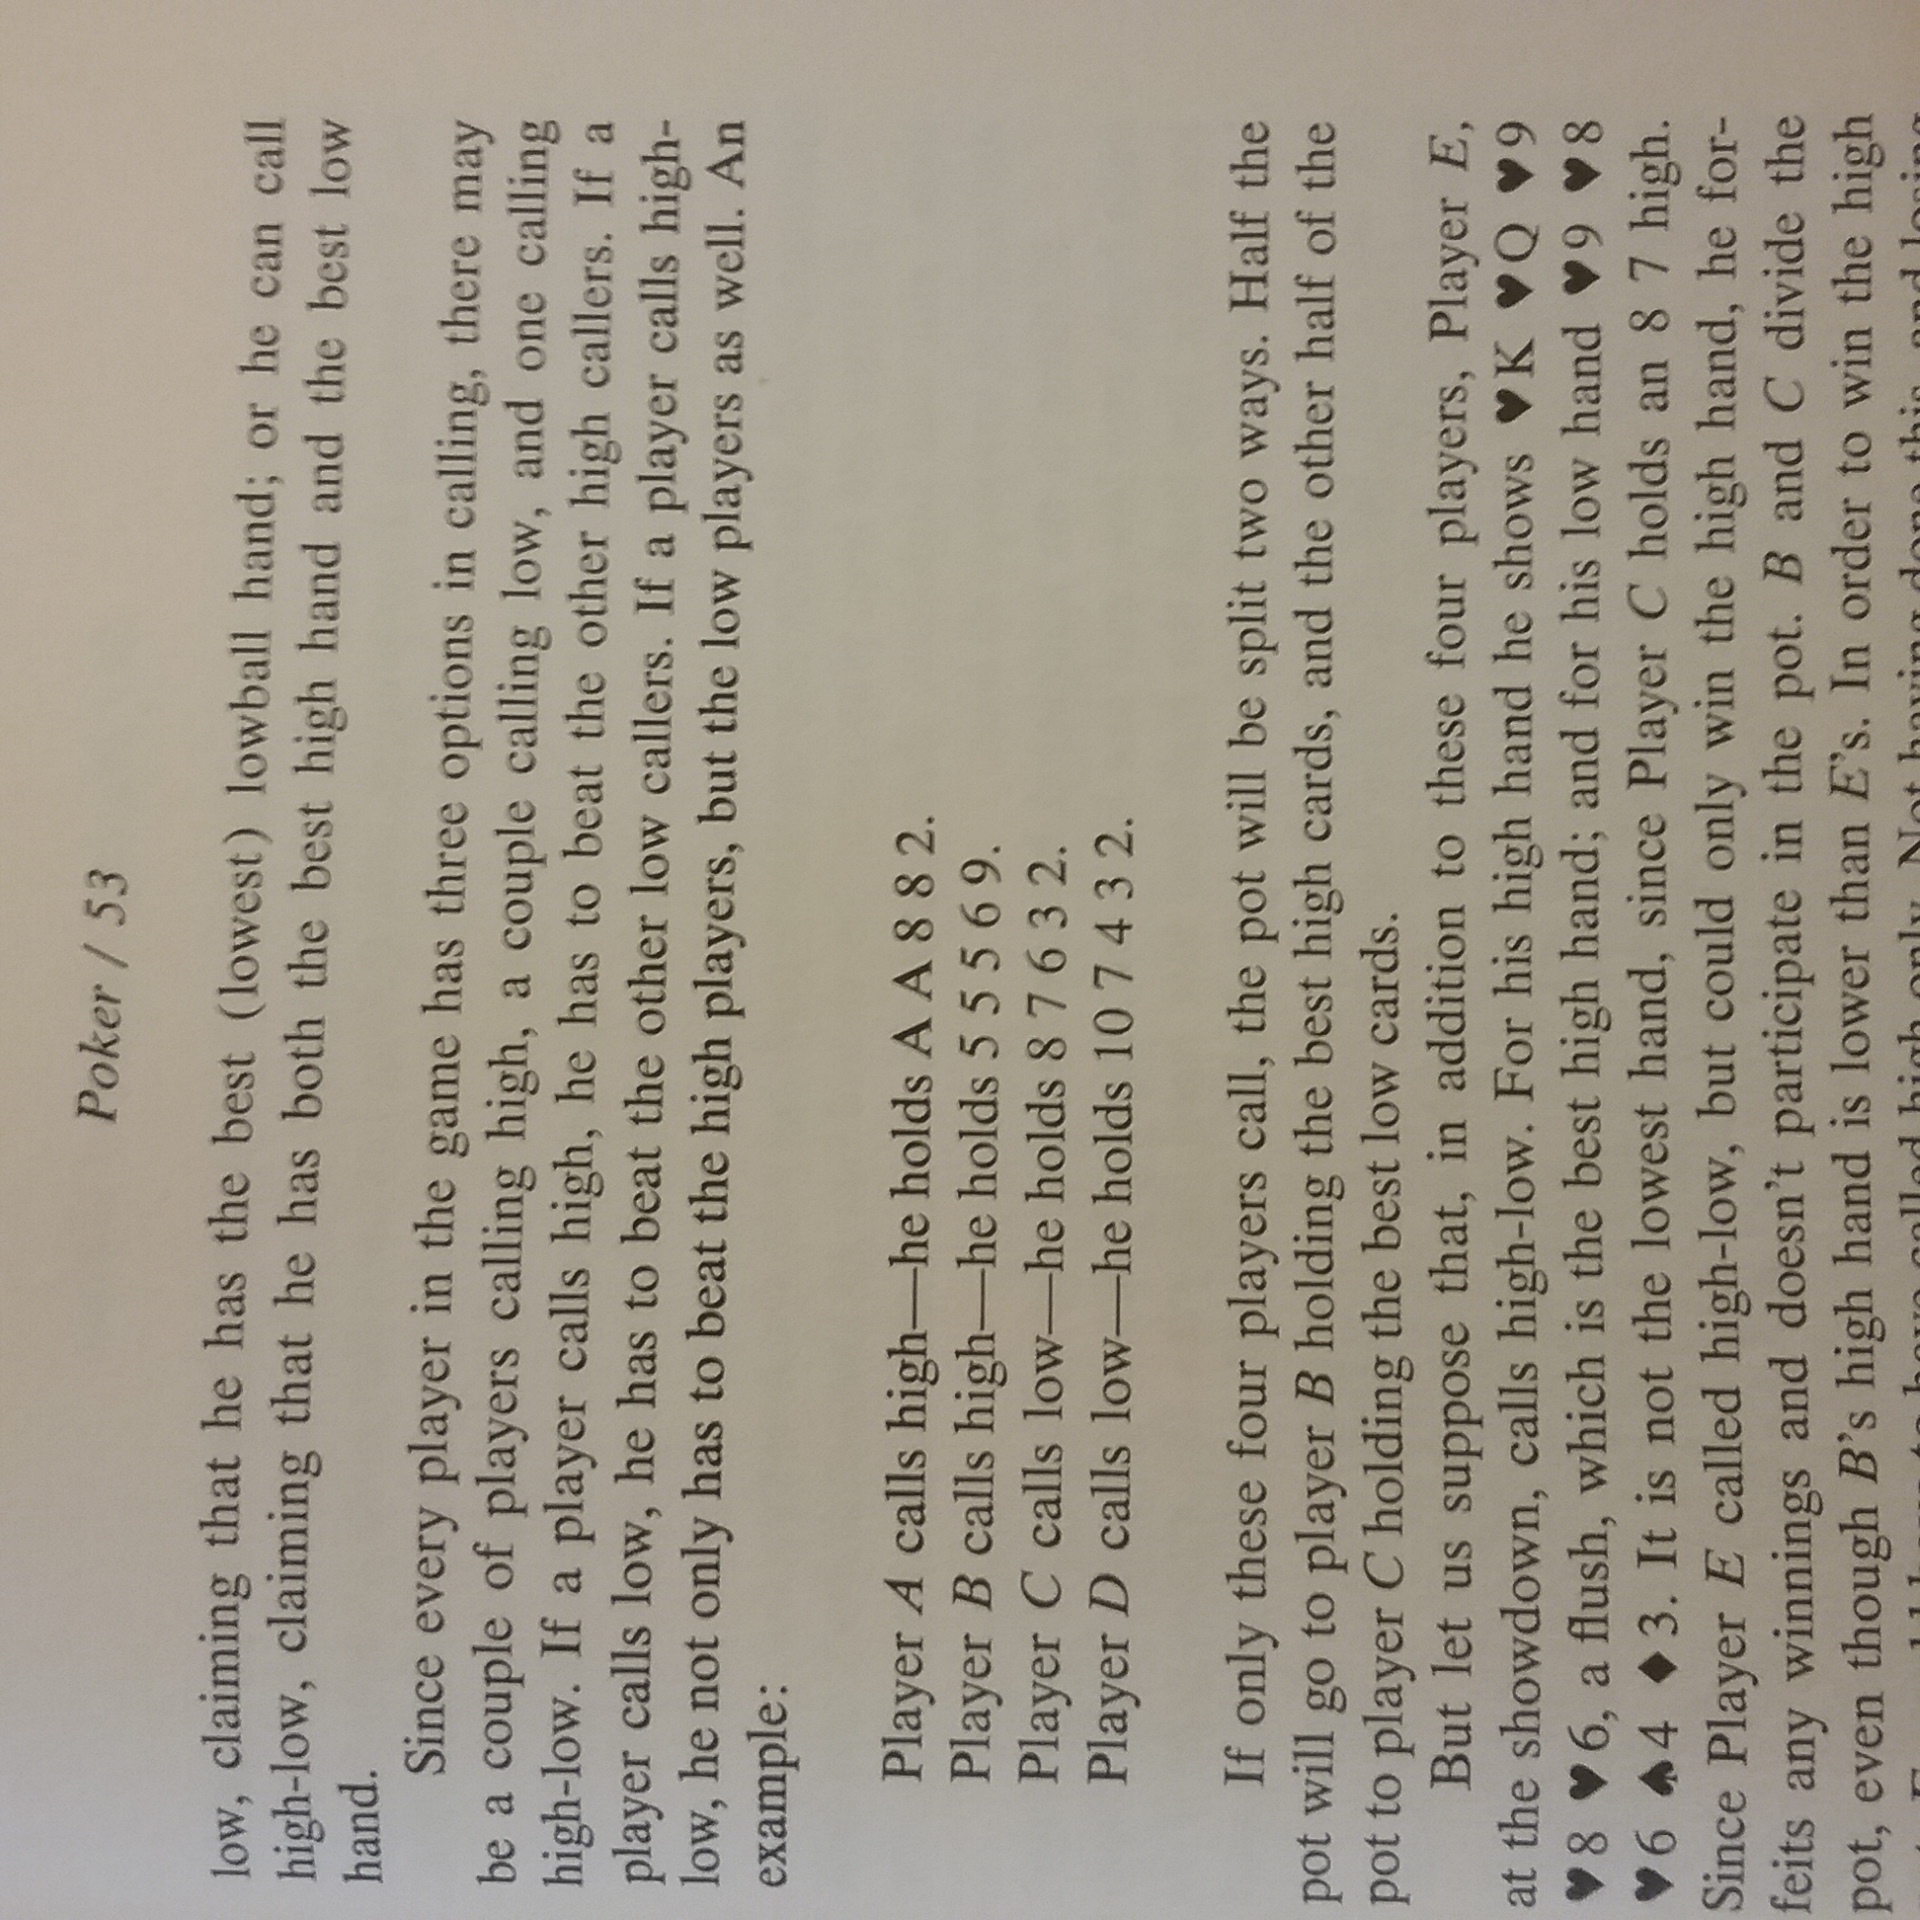 Poker / 53
low, claiming that he has the best (lowest) lowball hand; or he can call
high-low, claiming that he has both the best high hand and the best low
hand.
Since every player in the game has three options in calling, there may
be a couple of players calling high, a couple calling low, and one calling
high-low. If a player calls high, he has to beat the other high callers. If a
player calls low, he has to beat the other low callers. If a player calls high-
low, he not only has to beat the high players, but the low players as well. An
example:
Player A calls high—he holds A A 8 8 2.
Player B calls high—he holds 5 5 5 6 9.
Player C calls low—he holds 8 7 6 3 2.
Player D calls low—he holds 10 7 4 3 2.
If only these four players call, the pot will be split two ways. Half the
pot will go to player B holding the best high cards, and the other half of the
pot to player C holding the best low cards.
But let us suppose that, in addition to these four players, Player E,
at the showdown, calls high-low. For his high hand he shows ♥K ♥Q ♥9
♥8 ♥6, a flush, which is the best high hand; and for his low hand ♥9 ♥8
♥6 ♠4 ♦3. It is not the lowest hand, since Player C holds an 8 7 high.
Since Player E called high-low, but could only win the high hand, he for-
feits any winnings and doesn't participate in the pot. B and C divide the
pot, even though B's high hand is lower than E's. In order to win the high
called high only. Not having done this, and losing